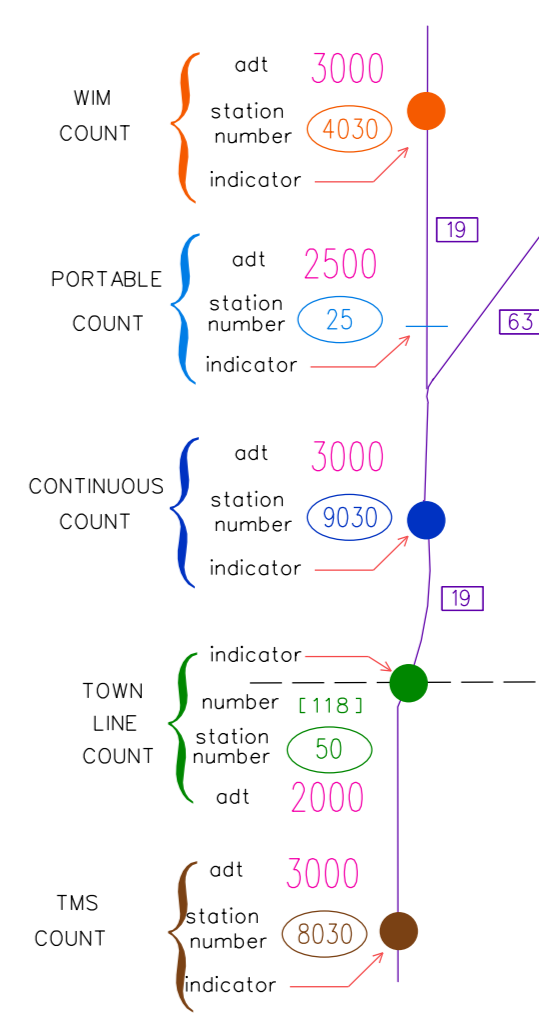 adt 3000
WIM
COUNT
station
number 4030
indicator
19
PORTABLE
COUNT
adt 2500
station
number 25
indicator
63
CONTINUOUS
COUNT
adt 3000
station
number 9030
indicator
19
indicator
TOWN
LINE
COUNT
number [118]
station
number 50
adt 2000
TMS
COUNT
adt 3000
station
number 8030
indicator